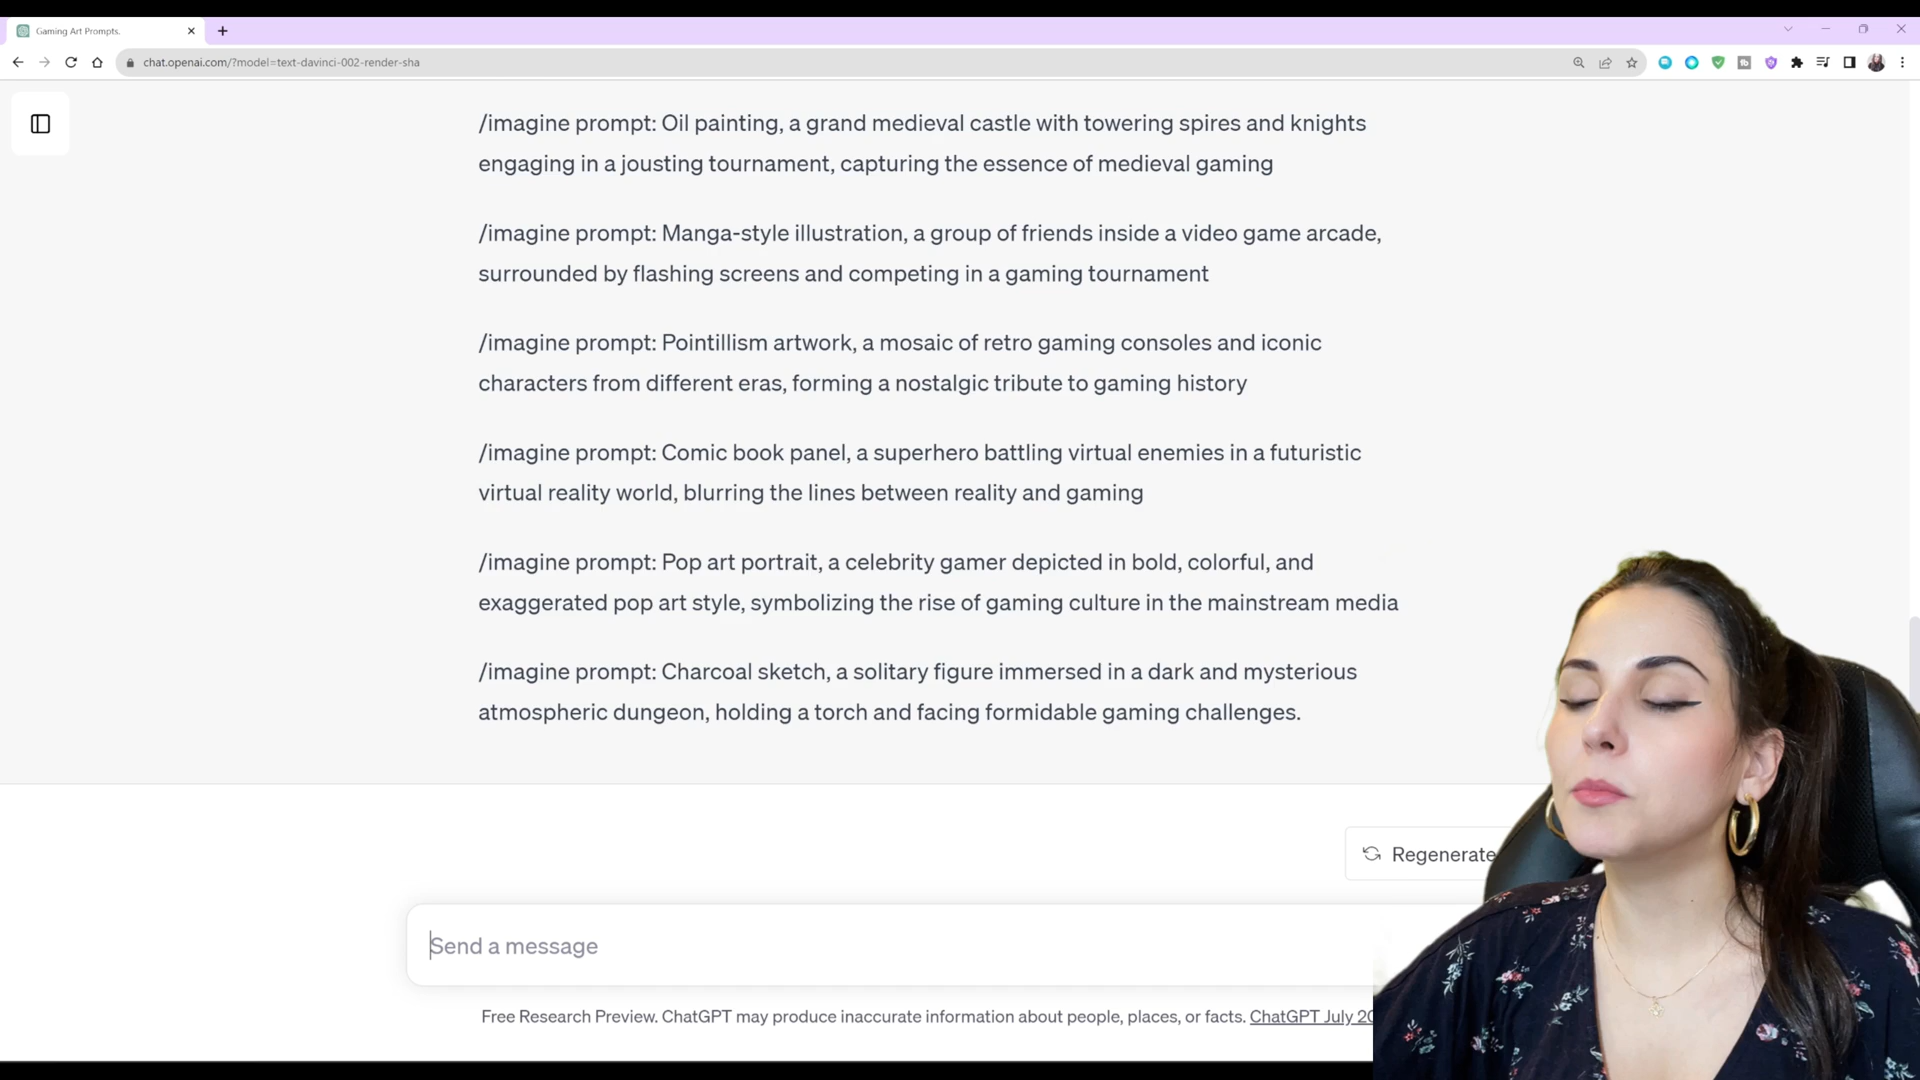 Gaming Art Prompts.
chat.openai.com/?model=text-davinci-002-render-sha
/imagine prompt: Oil painting, a grand medieval castle with towering spires and knights
engaging in a jousting tournament, capturing the essence of medieval gaming
/imagine prompt: Manga-style illustration, a group of friends inside a video game arcade,
surrounded by flashing screens and competing in a gaming tournament
/imagine prompt: Pointillism artwork, a mosaic of retro gaming consoles and iconic
characters from different eras, forming a nostalgic tribute to gaming history
/imagine prompt: Comic book panel, a superhero battling virtual enemies in a futuristic
virtual reality world, blurring the lines between reality and gaming
/imagine prompt: Pop art portrait, a celebrity gamer depicted in bold, colorful, and
exaggerated pop art style, symbolizing the rise of gaming culture in the mainstream media
/imagine prompt: Charcoal sketch, a solitary figure immersed in a dark and mysterious
atmospheric dungeon, holding a torch and facing formidable gaming challenges.
Regenerate
Send a message
Free Research Preview. ChatGPT may produce inaccurate information about people, places, or facts. ChatGPT July 20